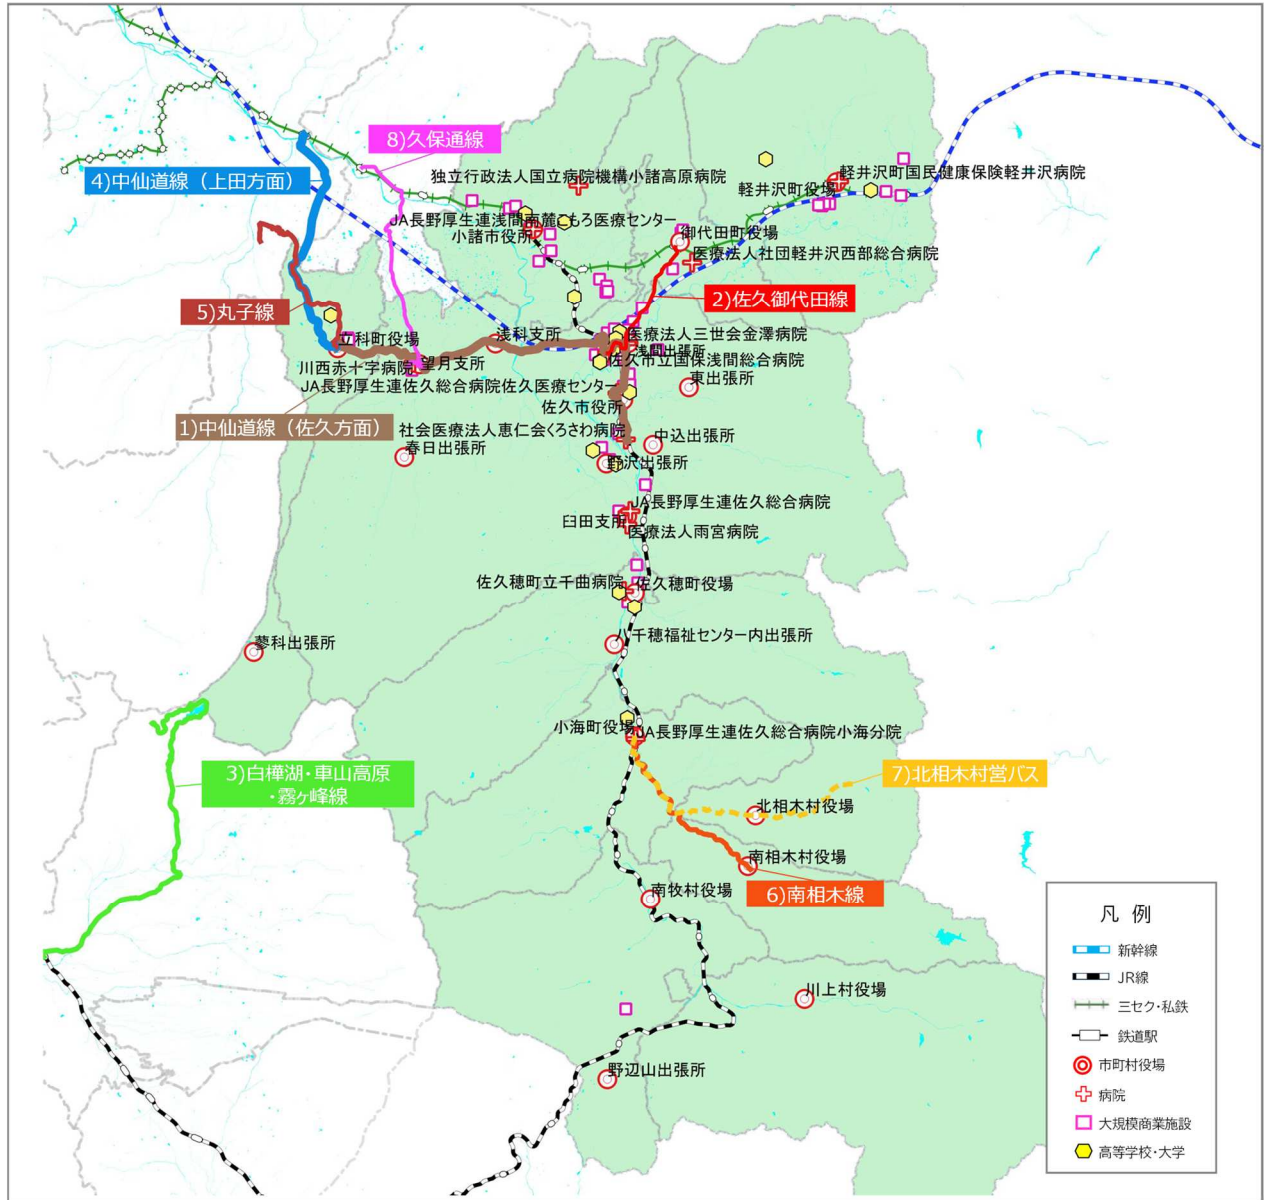 8)久保通線
4)中仙道線（上田方面）
独立行政法人国立病院機構小諸高原病院
軽井沢町国民健康保険軽井沢病院
軽井沢町役場
JA長野厚生連浅間南麓こもろ医療センター
小諸市役所
御代田町役場
医療法人社団軽井沢西部総合病院
2)佐久御代田線
5)丸子線
立科町役場
浅科支所
医療法人三世会金澤病院
浅間出張所
川西赤十字病院
望月支所
佐久市立国保浅間総合病院
JA長野厚生連佐久総合病院佐久医療センター
東出張所
佐久市役所
1)中仙道線（佐久方面）
社会医療法人恵仁会くろさわ病院
中込出張所
春日出張所
野沢出張所
JA長野厚生連佐久総合病院
臼田支所
医療法人雨宮病院
佐久穂町立千曲病院
佐久穂町役場
八千穂福祉センター内出張所
蓼科出張所
小海町役場
JA長野厚生連佐久総合病院小海分院
3)白樺湖・車山高原
・霧ヶ峰線
7)北相木村営バス
北相木村役場
南相木村役場
6)南相木線
南牧村役場
川上村役場
野辺山出張所
凡 例
新幹線
JR線
三セク・私鉄
鉄道駅
市町村役場
病院
大規模商業施設
高等学校・大学